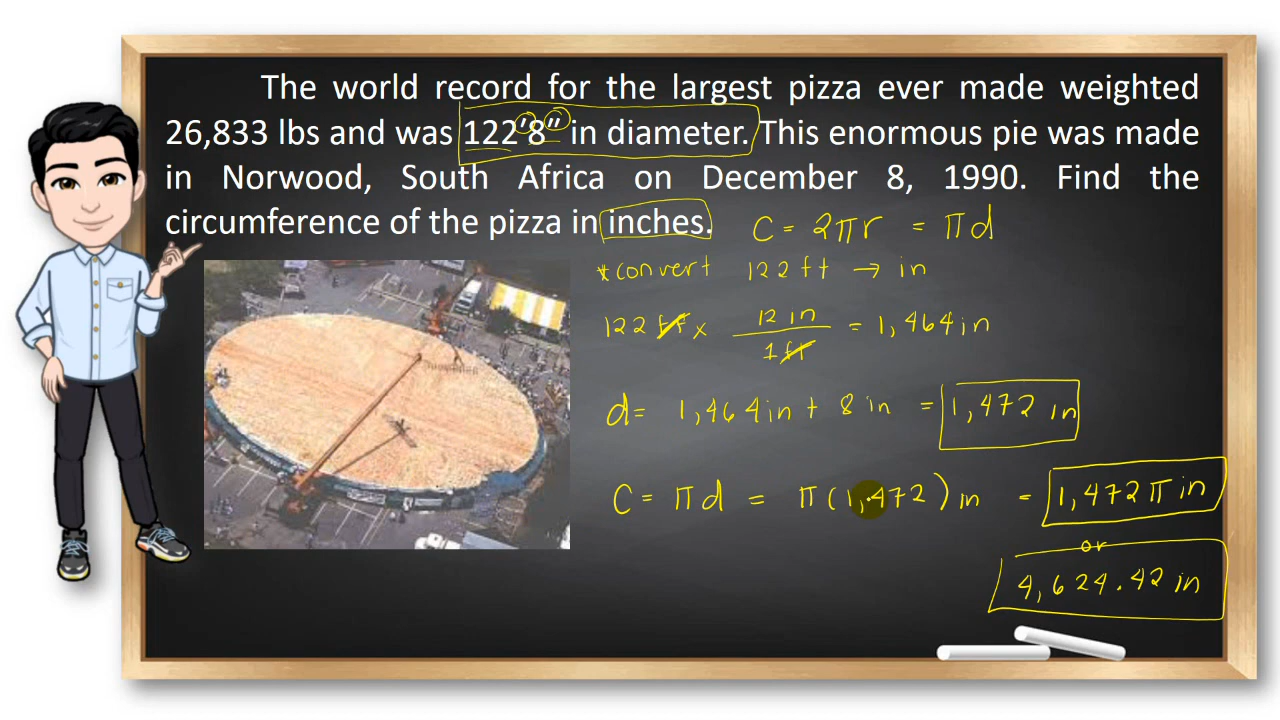 The world record for the largest pizza ever made weighted
26,833 lbs and was 122'8" in diameter. This enormous pie was made
in Norwood, South Africa on December 8, 1990. Find the
circumference of the pizza in inches.
C = 2πr = πd
*convert 122 ft → in
122 ft x 12 in / 1 ft = 1,464 in
d = 1,464 in + 8 in = 1,472 in
C = πd = π(1,472) in = 1,472π in
or
4,624.42 in